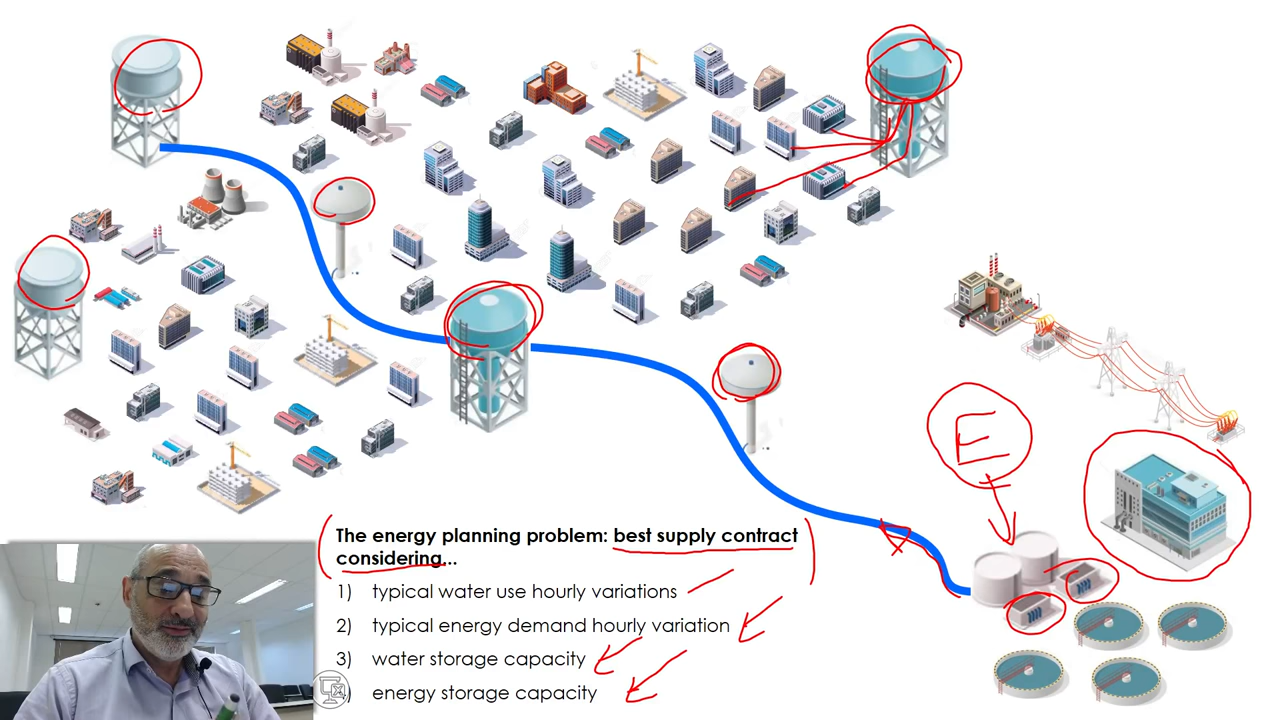 E
The energy planning problem: best supply contract
considering...
1) typical water use hourly variations
2) typical energy demand hourly variation
3) water storage capacity
) energy storage capacity